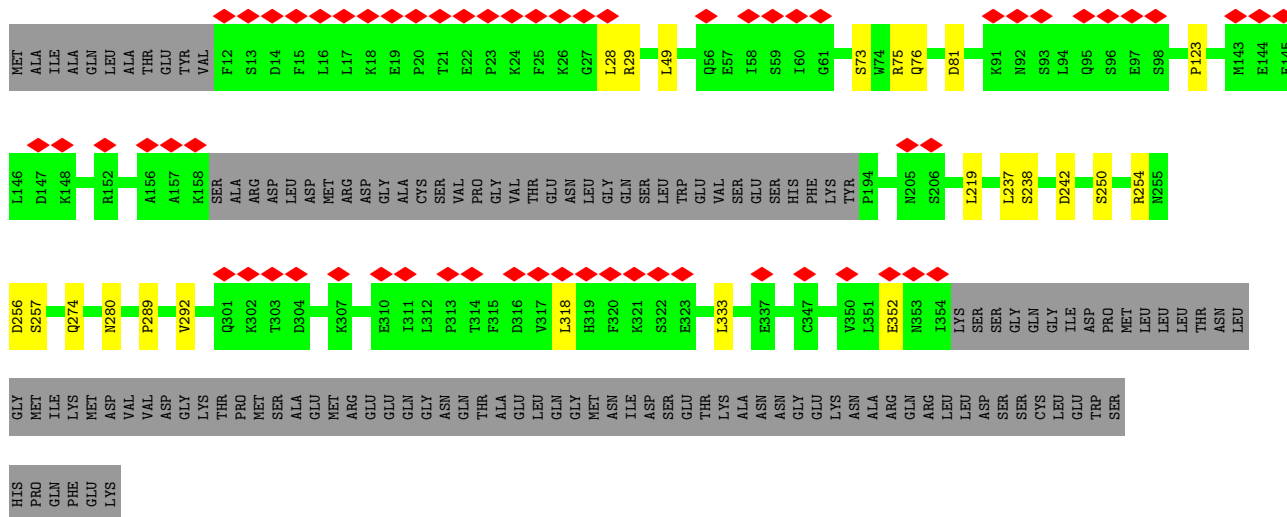 MET ALA ILE ALA GLN LEU ALA THR GLU TYR VAL F12 S13 D14 F15 L16 L17 K18 E19 P20 T21 E22 P23 K24 F25 K26 G27 L28 R29 L49 Q56 E57 I58 S59 I60 G61 S73 W74 R75 Q76 D81 K91 N92 S93 L94 Q95 S96 E97 S98 P123 M143 E144 E145
L146 D147 K148 R152 A156 A157 K158 SER ALA ARG ASP LEU ASP MET ARG ASP GLY ALA CYS SER VAL PRO GLY VAL THR GLU ASN LEU GLY GLN SER LEU TRP GLU VAL SER GLU SER HIS PHE LYS TYR P194 N205 S206 L219 L237 S238 D242 S250 R254 N255
D256 S257 Q274 N280 P289 V292 Q301 K302 T303 D304 K307 E310 I311 L312 P313 T314 F315 D316 V317 L318 H319 F320 K321 S322 E323 L333 E337 C347 V350 L351 E352 N353 I354 LYS SER SER GLY GLN GLY ILE ASP PRO MET LEU LEU LEU THR ASN LEU
GLY MET ILE LYS MET ASP VAL VAL ASP GLY LYS THR PRO MET SER ALA GLU MET ARG GLU GLU GLN GLY ASN GLN THR ALA GLU LEU GLN GLY MET ASN ILE ASP SER GLU THR LYS ALA ASN ASN GLY GLU LYS ASN ALA ARG GLN ARG LEU LEU ASP SER SER CYS LEU GLU TRP SER
HIS PRO GLN PHE GLU LYS